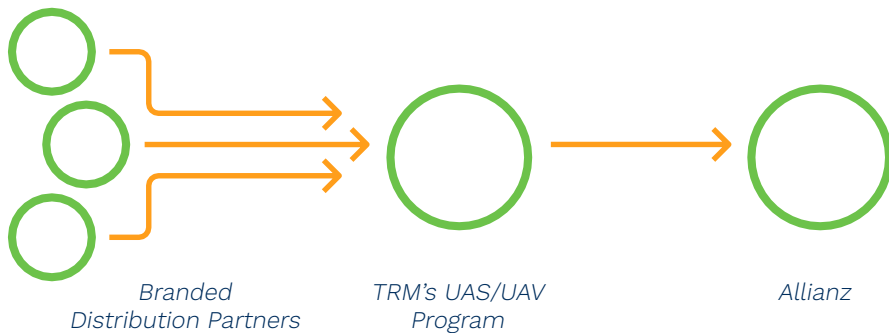 Branded
Distribution Partners
TRM's UAS/UAV
Program
Allianz